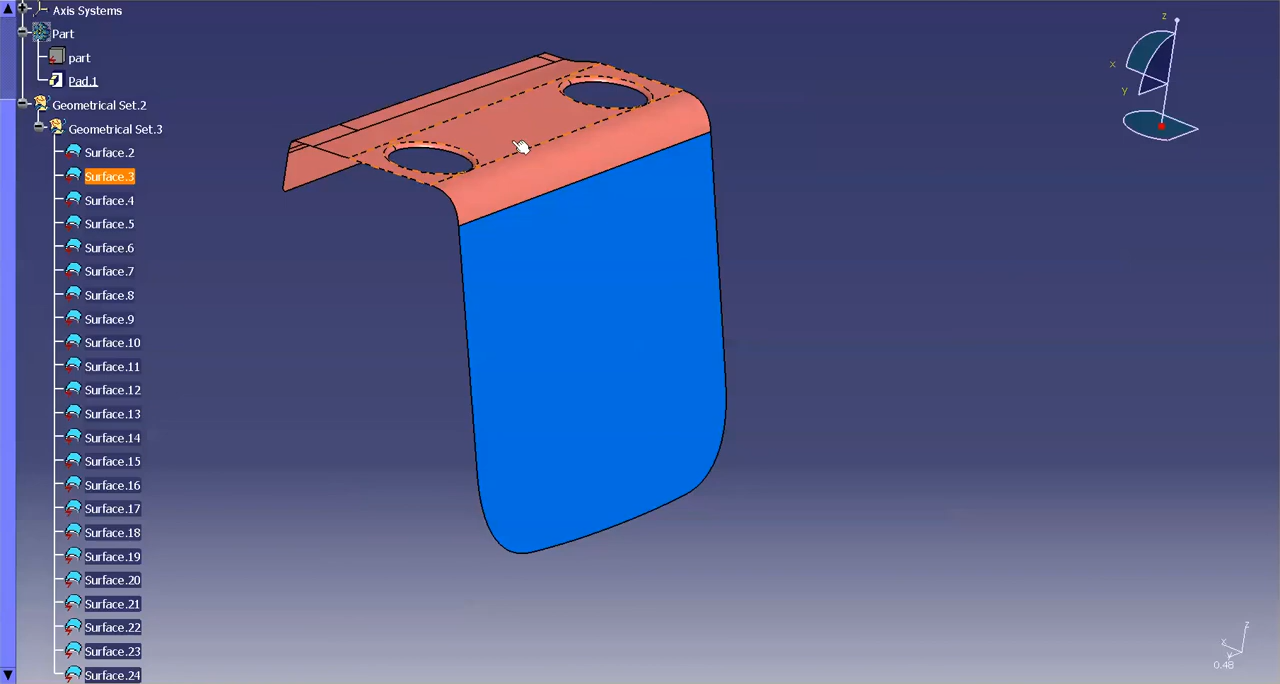 Axis Systems
Part
part
Pad.1
Geometrical Set.2
Geometrical Set.3
Surface.2
Surface.3
Surface.4
Surface.5
Surface.6
Surface.7
Surface.8
Surface.9
Surface.10
Surface.11
Surface.12
Surface.13
Surface.14
Surface.15
Surface.16
Surface.17
Surface.18
Surface.19
Surface.20
Surface.21
Surface.22
Surface.23
Surface.24
z
x
y
z
x
y
0.48